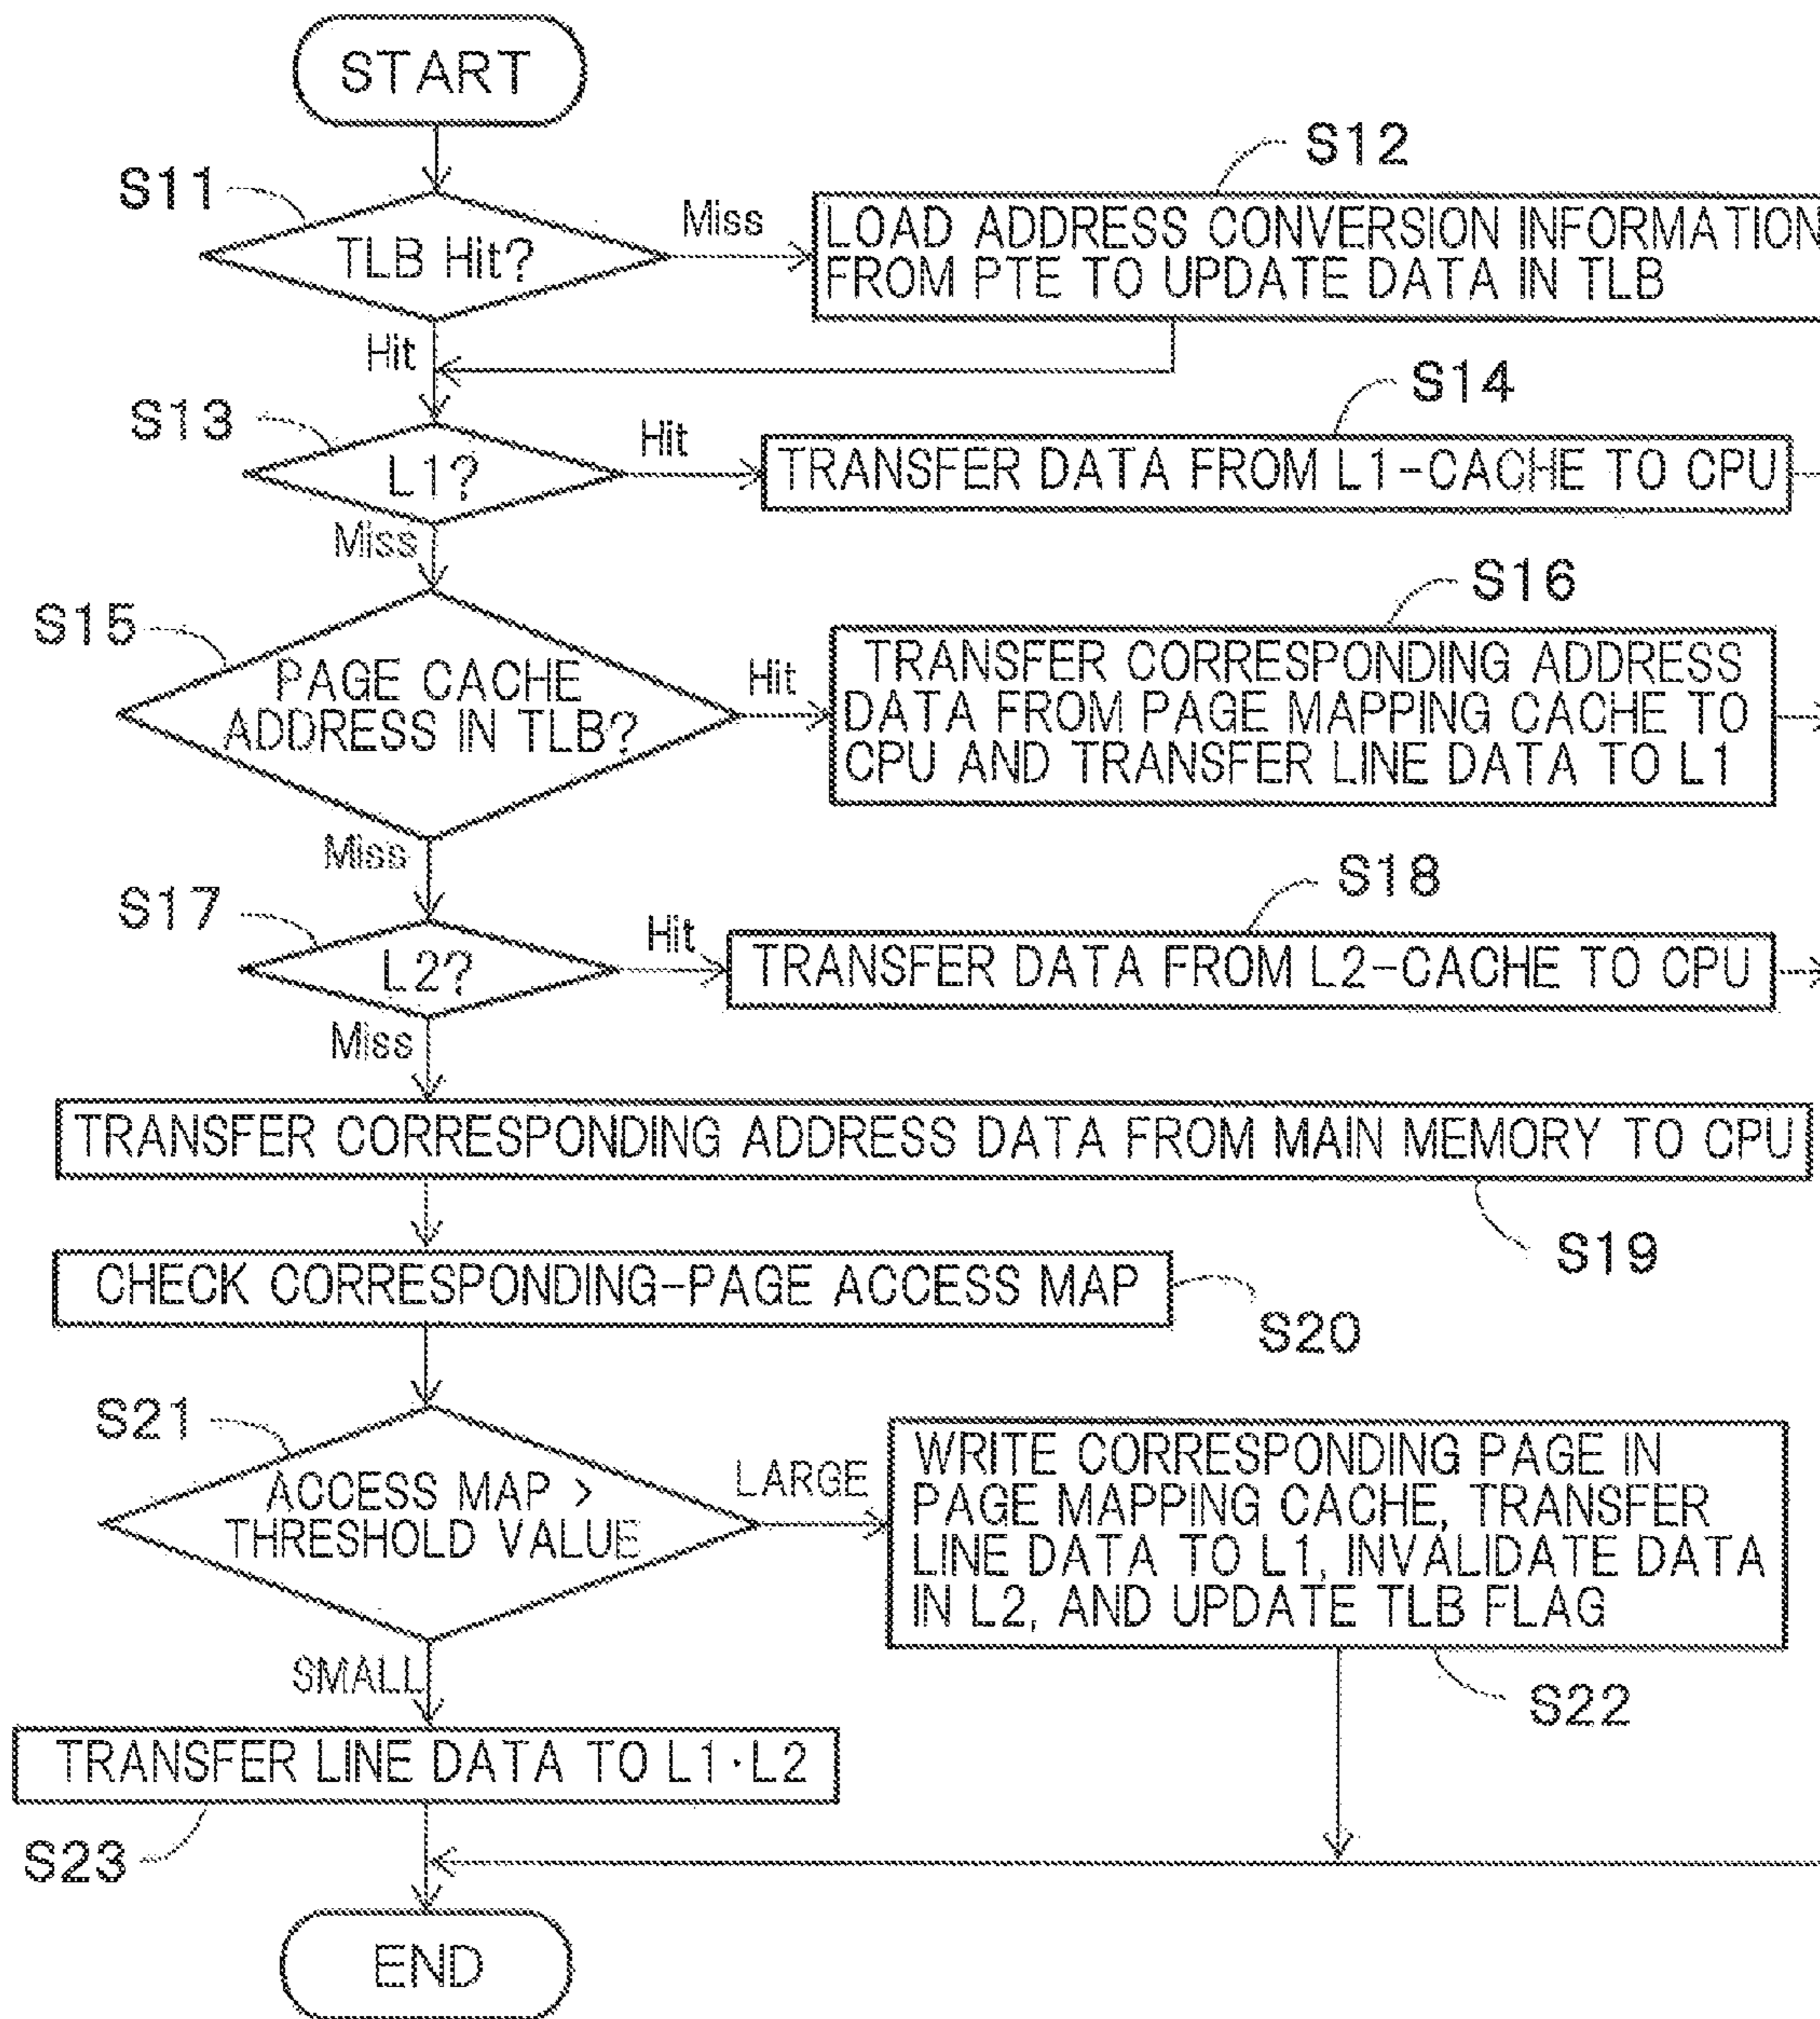 START
S11
TLB Hit?
Miss
S12
LOAD ADDRESS CONVERSION INFORMATION
FROM PTE TO UPDATE DATA IN TLB
Hit
S13
L1?
Hit
S14
TRANSFER DATA FROM L1-CACHE TO CPU
Miss
S15
PAGE CACHE
ADDRESS IN TLB?
Hit
S16
TRANSFER CORRESPONDING ADDRESS
DATA FROM PAGE MAPPING CACHE TO
CPU AND TRANSFER LINE DATA TO L1
Miss
S17
L2?
Hit
S18
TRANSFER DATA FROM L2-CACHE TO CPU
Miss
TRANSFER CORRESPONDING ADDRESS DATA FROM MAIN MEMORY TO CPU
S19
CHECK CORRESPONDING-PAGE ACCESS MAP
S20
S21
ACCESS MAP >
THRESHOLD VALUE
LARGE
WRITE CORRESPONDING PAGE IN
PAGE MAPPING CACHE, TRANSFER
LINE DATA TO L1, INVALIDATE DATA
IN L2, AND UPDATE TLB FLAG
S22
SMALL
TRANSFER LINE DATA TO L1·L2
S23
END